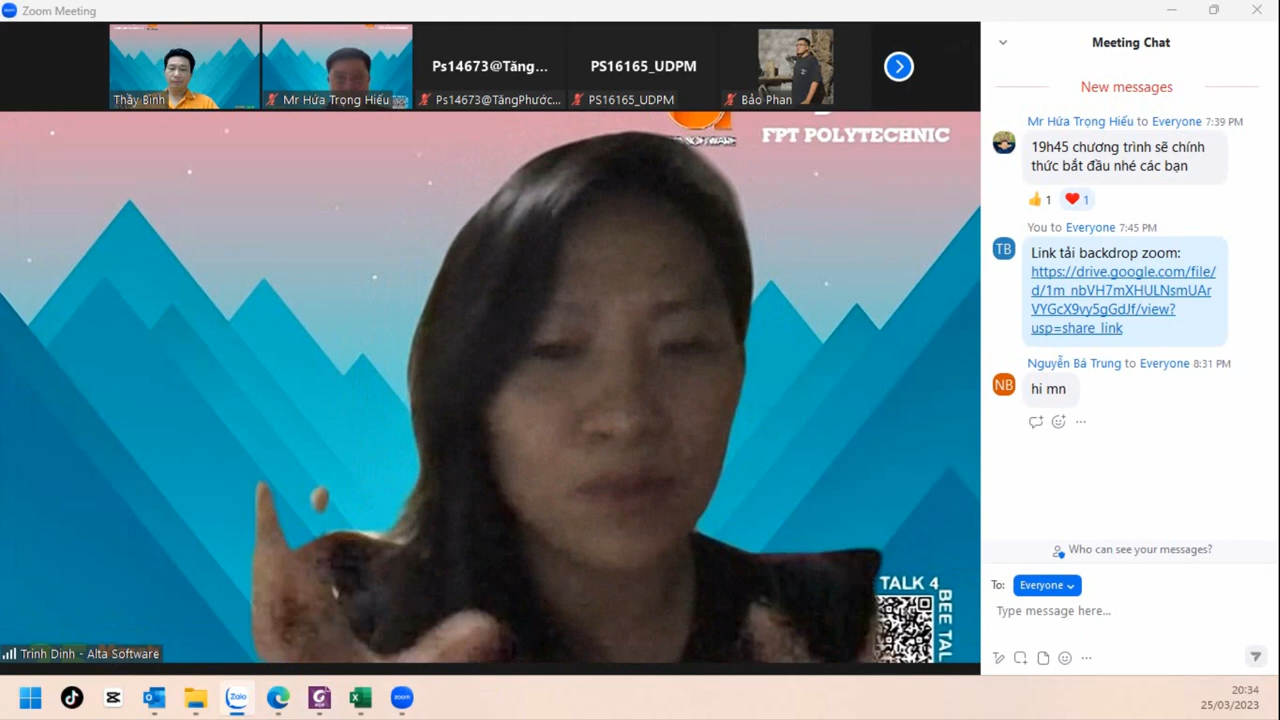 Zoom Meeting
Thầy Bình
Mr Hứa Trọng Hiếu
Ps14673@Tăng...
Ps14673@TăngPhước...
PS16165_UDPM
PS16165_UDPM
Bảo Phan
FPT POLYTECHNIC
TALK 4
BEE TAL
Trinh Dinh - Alta Software
Meeting Chat
New messages
Mr Hứa Trọng Hiếu to Everyone 7:39 PM
19h45 chương trình sẽ chính
thức bắt đầu nhé các bạn
1
1
You to Everyone 7:45 PM
TB
Link tải backdrop zoom:
https://drive.google.com/file/
d/1m_nbVH7mXHULNsmUAr
VYGcX9vy5gGdJf/view?
usp=share_link
Nguyễn Bá Trung to Everyone 8:31 PM
NB
hi mn
Who can see your messages?
To: Everyone
Type message here...
Zalo
zoom
20:34
25/03/2023